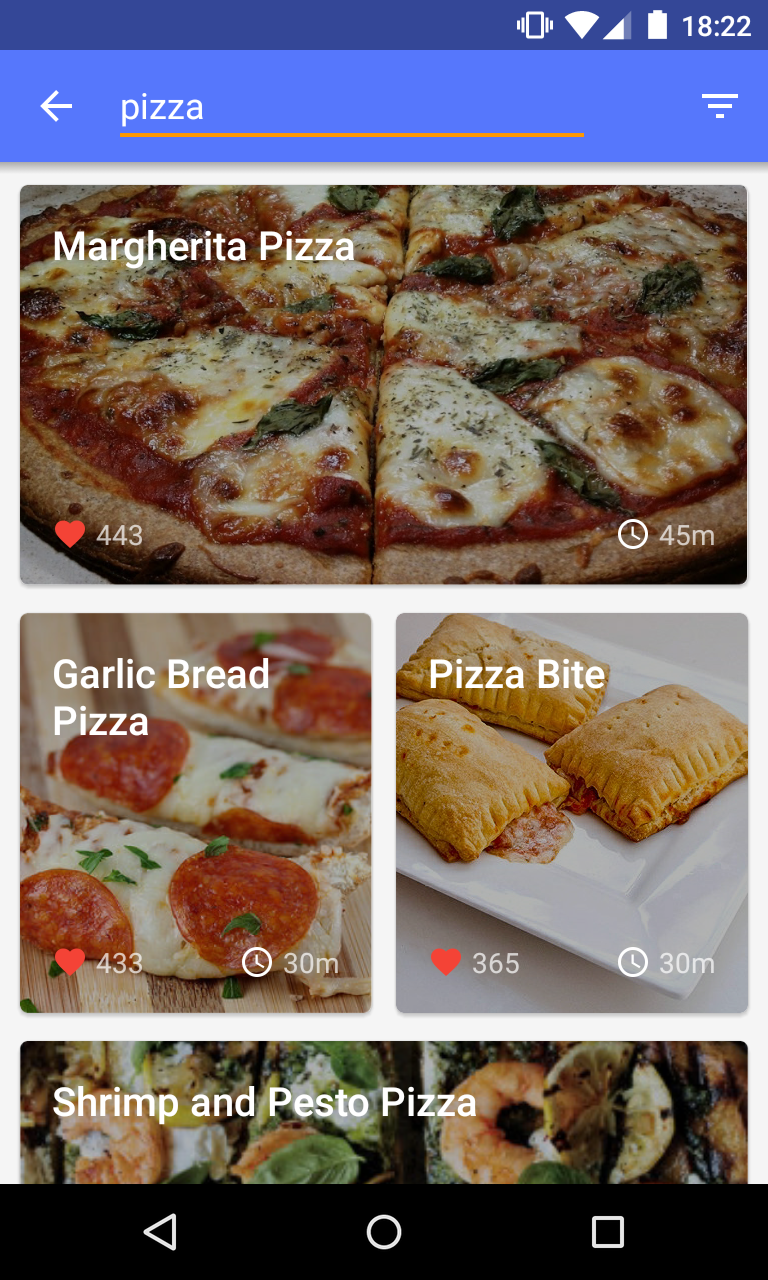 18:22
pizza
Margherita Pizza
443
45m
Garlic Bread
Pizza
433
30m
Pizza Bite
365
30m
Shrimp and Pesto Pizza